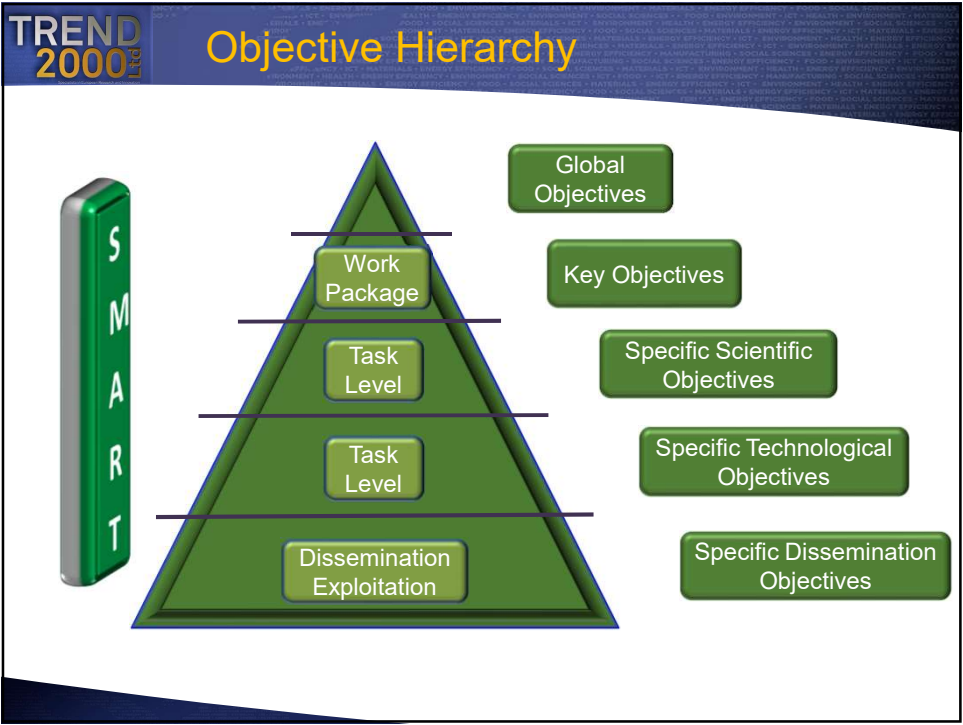 TREND
2000 Ltd
Objective Hierarchy
Global
Objectives
S
M
A
R
T
Work
Package
Key Objectives
Task
Level
Specific Scientific
Objectives
Task
Level
Specific Technological
Objectives
Dissemination
Exploitation
Specific Dissemination
Objectives